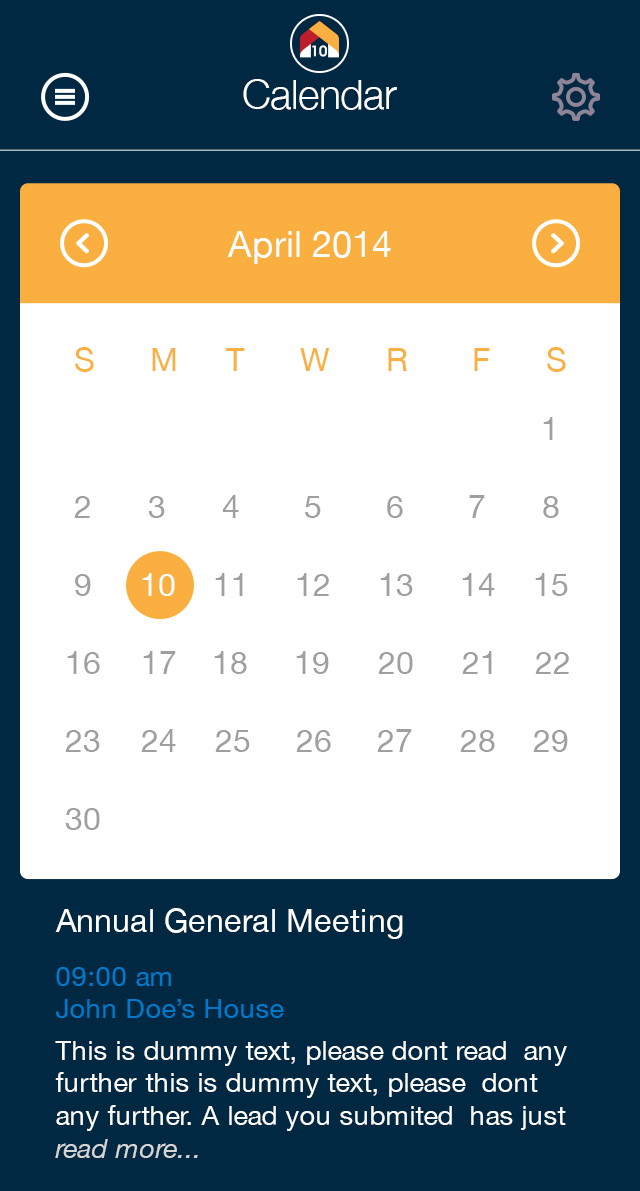 10
Calendar
April 2014
S M T W R F S
1
2 3 4 5 6 7 8
9 10 11 12 13 14 15
16 17 18 19 20 21 22
23 24 25 26 27 28 29
30
Annual General Meeting
09:00 am
John Doe’s House
This is dummy text, please dont read  any
further this is dummy text, please  dont
any further. A lead you submited  has just
read more...